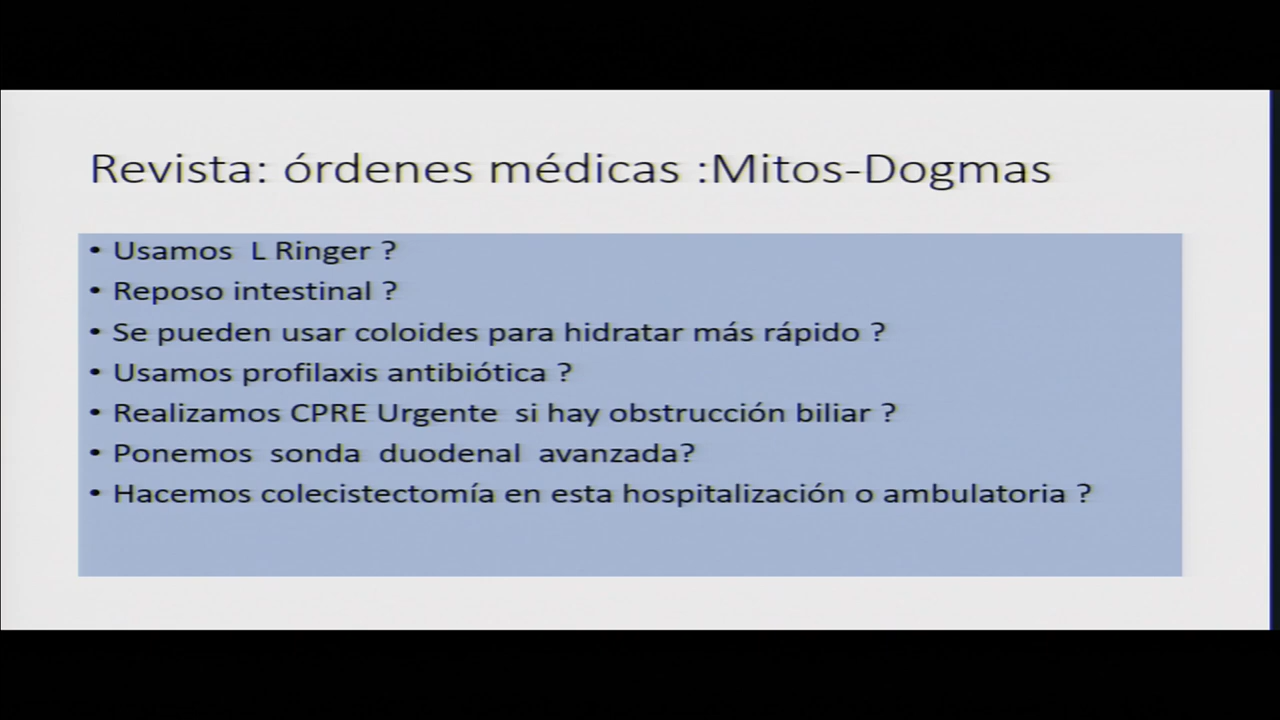 Revista: órdenes médicas :Mitos-Dogmas
• Usamos L Ringer ?
• Reposo intestinal ?
• Se pueden usar coloides para hidratar más rápido ?
• Usamos profilaxis antibiótica ?
• Realizamos CPRE Urgente si hay obstrucción biliar ?
• Ponemos sonda duodenal avanzada?
• Hacemos colecistectomía en esta hospitalización o ambulatoria ?